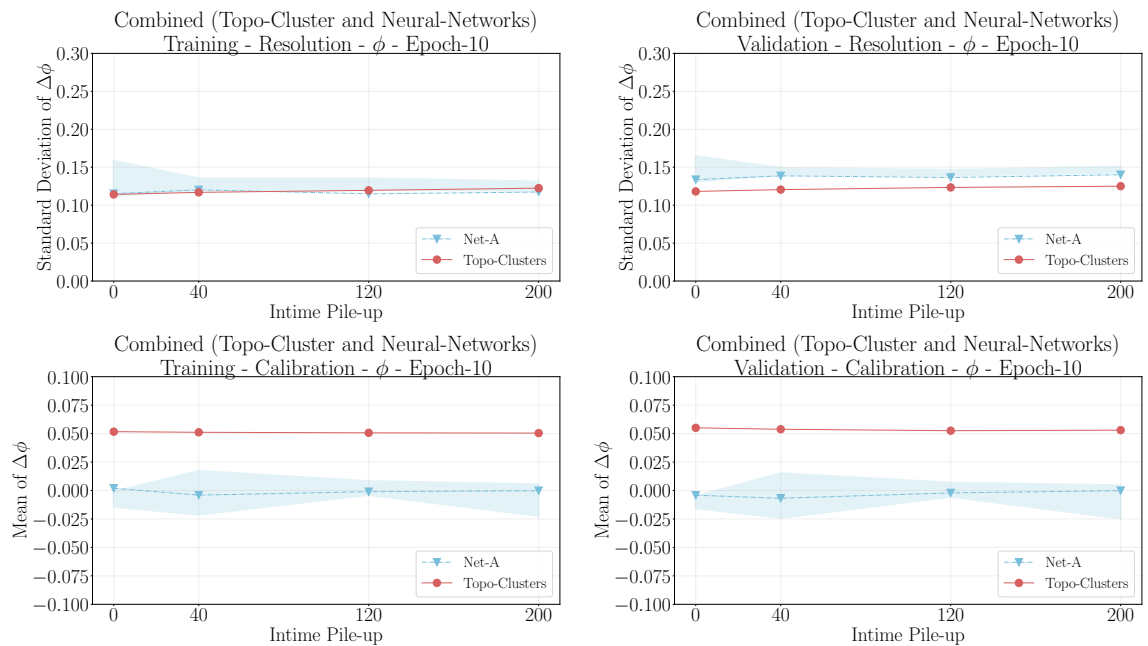 Combined (Topo-Cluster and Neural-Networks)
Training - Resolution - ϕ - Epoch-10
Standard Deviation of Δϕ
0.30
0.25
0.20
0.15
0.10
0.05
0.00
Net-A
Topo-Clusters
0 40 120 200
Intime Pile-up
Combined (Topo-Cluster and Neural-Networks)
Validation - Resolution - ϕ - Epoch-10
Standard Deviation of Δϕ
0.30
0.25
0.20
0.15
0.10
0.05
0.00
Net-A
Topo-Clusters
0 40 120 200
Intime Pile-up
Combined (Topo-Cluster and Neural-Networks)
Training - Calibration - ϕ - Epoch-10
Mean of Δϕ
0.100
0.075
0.050
0.025
0.000
−0.025
−0.050
−0.075
−0.100
Net-A
Topo-Clusters
0 40 120 200
Intime Pile-up
Combined (Topo-Cluster and Neural-Networks)
Validation - Calibration - ϕ - Epoch-10
Mean of Δϕ
0.100
0.075
0.050
0.025
0.000
−0.025
−0.050
−0.075
−0.100
Net-A
Topo-Clusters
0 40 120 200
Intime Pile-up